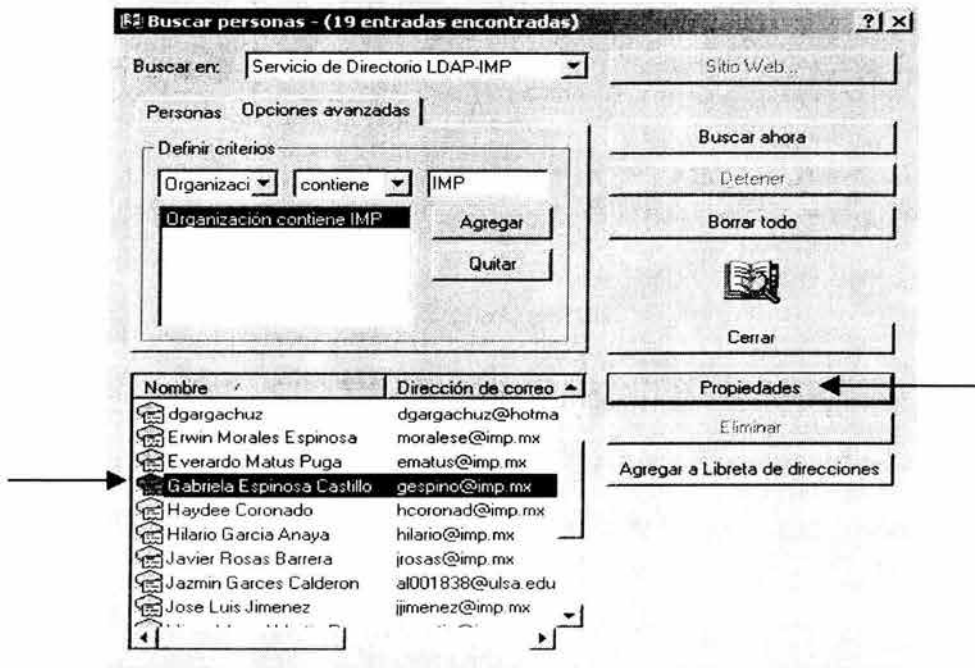 Buscar personas - (19 entradas encontradas)
Buscar en: Servicio de Directorio LDAP-IMP
Sitio Web...
Personas Opciones avanzadas
Buscar ahora
Definir criterios
Organizaci contiene IMP
Detener
Organización contiene IMP
Agregar
Borrar todo
Quitar
Cerrar
Nombre Dirección de correo
Propiedades
dgargachuz dgargachuz@hotma
Eliminar
Erwin Morales Espinosa moralese@imp.mx
Everardo Matus Puga ematus@imp.mx
Agregar a Libreta de direcciones
Gabriela Espinosa Castillo gespino@imp.mx
Haydee Coronado hcoronad@imp.mx
Hilario Garcia Anaya hilario@imp.mx
Javier Rosas Barrera jrosas@imp.mx
Jazmin Garces Calderon al001838@ulsa.edu
Jose Luis Jimenez jjimenez@imp.mx